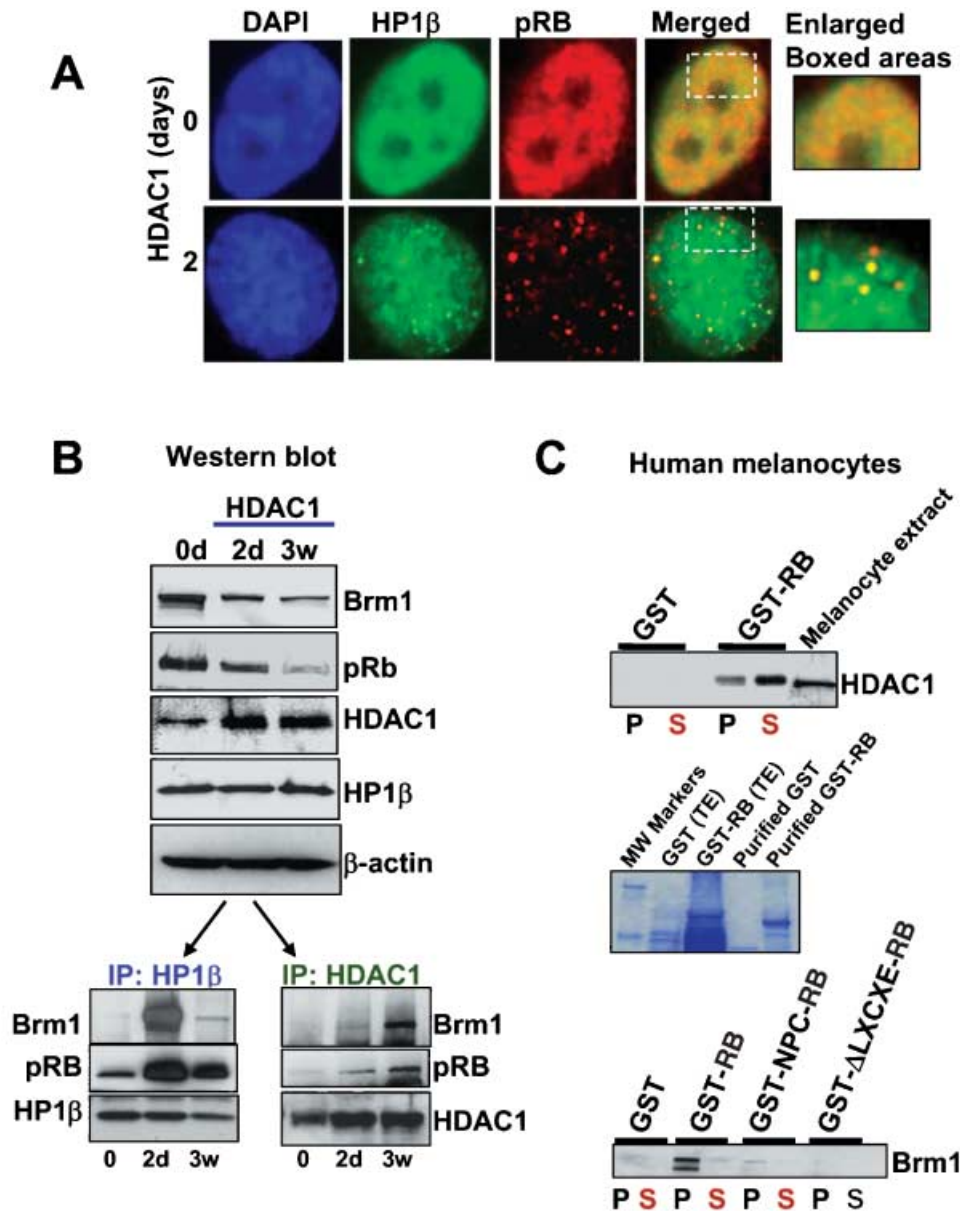 A
DAPI HP1β pRB Merged Enlarged
Boxed areas
HDAC1 (days)
0
2
B
Western blot
HDAC1
0d 2d 3w
Brm1
pRb
HDAC1
HP1β
β-actin
IP: HP1β
Brm1
pRB
HP1β
0 2d 3w
IP: HDAC1
Brm1
pRB
HDAC1
0 2d 3w
C
Human melanocytes
GST GST-RB Melanocyte extract
HDAC1
P S P S
MW Markers
GST (TE)
GST-RB (TE)
Purified GST
Purified GST-RB
GST GST-RB GST-NPC-RB GST-ΔLXCXE-RB
Brm1
P S P S P S P S